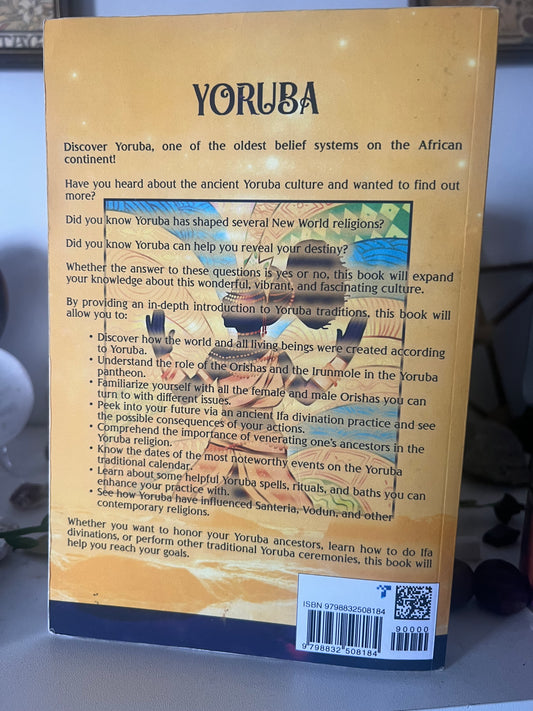 YORUBA
Discover Yoruba, one of the oldest belief systems on the African
continent!
Have you heard about the ancient Yoruba culture and wanted to find out
more?
Did you know Yoruba has shaped several New World religions?
Did you know Yoruba can help you reveal your destiny?
Whether the answer to these questions is yes or no, this book will expand
your knowledge about this wonderful, vibrant, and fascinating culture.
By providing an in-depth introduction to Yoruba traditions, this book will
allow you to:
• Discover how the world and all living beings were created according
to Yoruba.
• Understand the role of the Orishas and the Irunmole in the Yoruba
pantheon.
• Familiarize yourself with all the female and male Orishas you can
turn to with different issues.
• Peek into your future via an ancient Ifa divination practice and see
the possible consequences of your actions.
• Comprehend the importance of venerating one's ancestors in the
Yoruba religion.
• Know the dates of the most noteworthy events on the Yoruba
traditional calendar.
• Learn about some helpful Yoruba spells, rituals, and baths you can
enhance your practice with.
• See how Yoruba have influenced Santeria, Vodun, and other
contemporary religions.
Whether you want to honor your Yoruba ancestors, learn how to do Ifa
divinations, or perform other traditional Yoruba ceremonies, this book will
help you reach your goals.
ISBN 9798832508184
90000
9 798832 508184